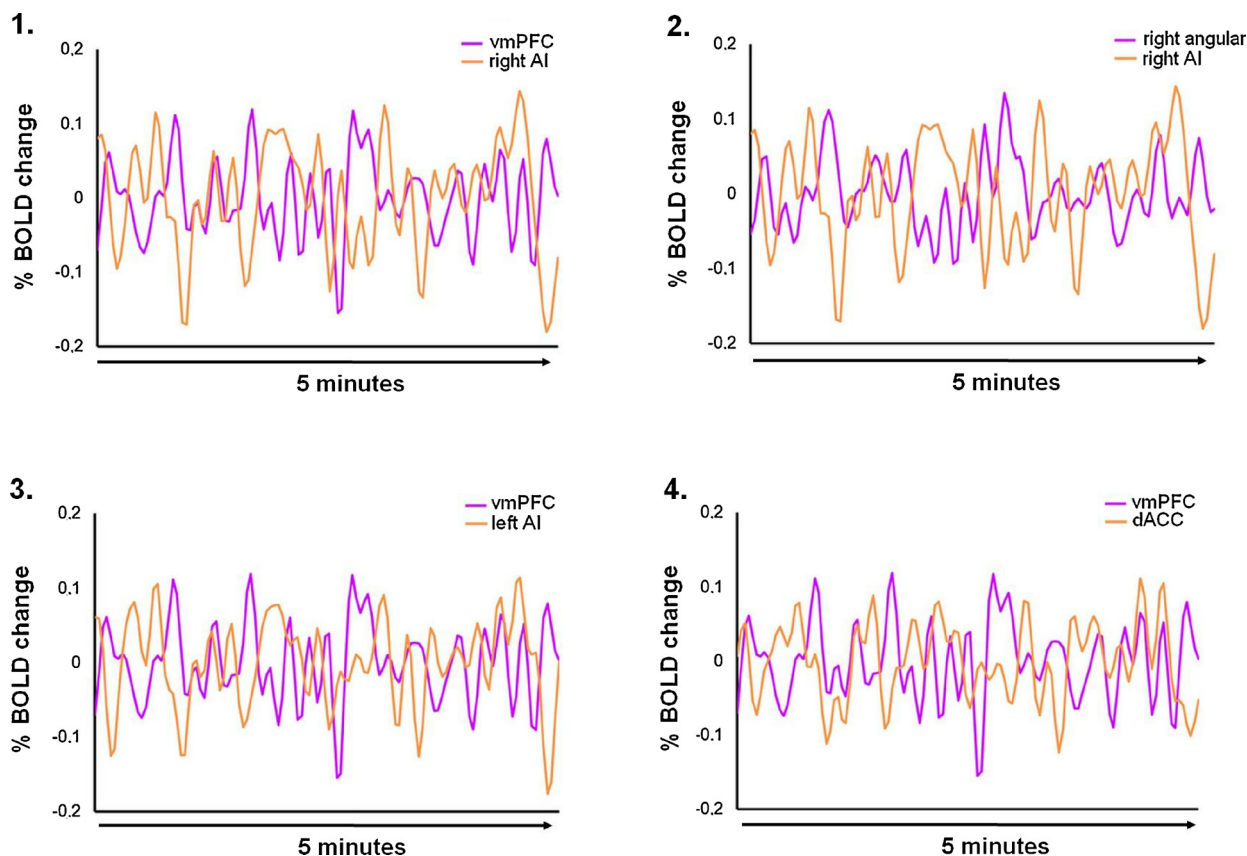 1.
vmPFC
right AI
0,2
0.1
0
-0.1
-0.2
% BOLD change
5 minutes
2.
right angular
right AI
0.2
0.1
0
-0.1
-0.2
% BOLD change
5 minutes
3.
vmPFC
left AI
0.2
0.1
0
-0.1
-0.2
% BOLD change
5 minutes
4.
vmPFC
dACC
0.2
0.1
0
-0.1
-0.2
% BOLD change
5 minutes